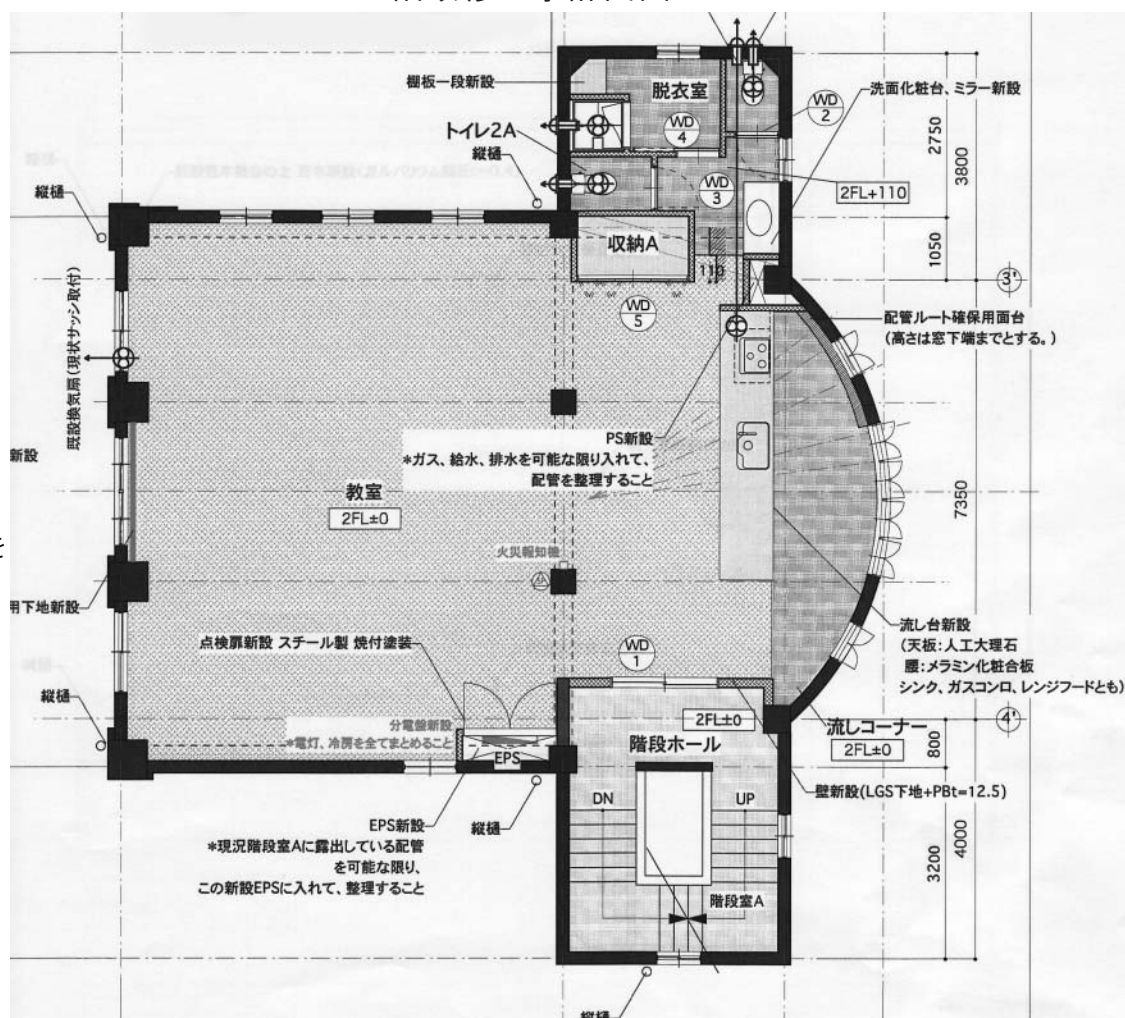 棚板一段新設
脱衣室
WD
2
洗面化粧台、ミラー新設
トイレ2A
WD
4
縦樋
WD
3
2FL+110
2750
3800
1050
縦樋
収納A
110
3'
WD
5
配管ルート確保用面台
(高さは窓下端までとする。)
既設換気扇(現状サッシ取付)
新設
PS新設
*ガス、給水、排水を可能な限り入れて、
配管を整理すること
教室
2FL±0
7350
火災報知機
用下地新設
点検扉新設 スチール製 焼付塗装
WD
1
流し台新設
(天板:人工大理石
腰:メラミン化粧合板
シンク、ガスコンロ、レンジフードとも)
縦樋
分電盤新設
*電灯、冷房を全てまとめること
2FL±0
流しコーナー
2FL±0
4'
階段ホール
EPS
800
DN
UP
壁新設(LGS下地+PBt=12.5)
EPS新設
*現況階段室Aに露出している配管
を可能な限り、
この新設EPSに入れて、整理すること
縦樋
3200
4000
階段室A
縦樋